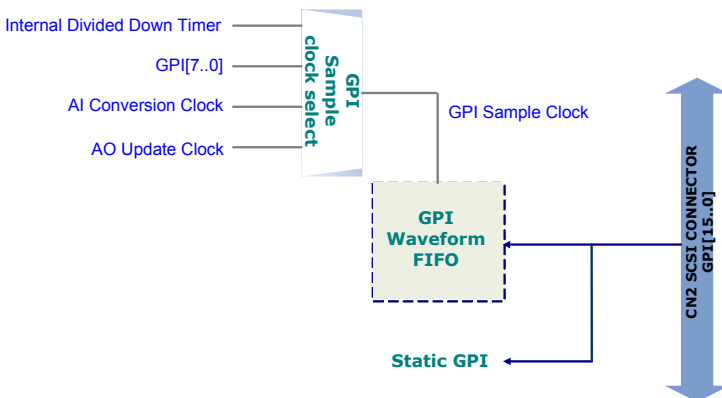 Internal Divided Down Timer
GPI[7..0]
AI Conversion Clock
AO Update Clock
GPI
Sample
clock select
GPI Sample Clock
GPI
Waveform
FIFO
Static GPI
CN2 SCSI CONNECTOR
GPI[15..0]